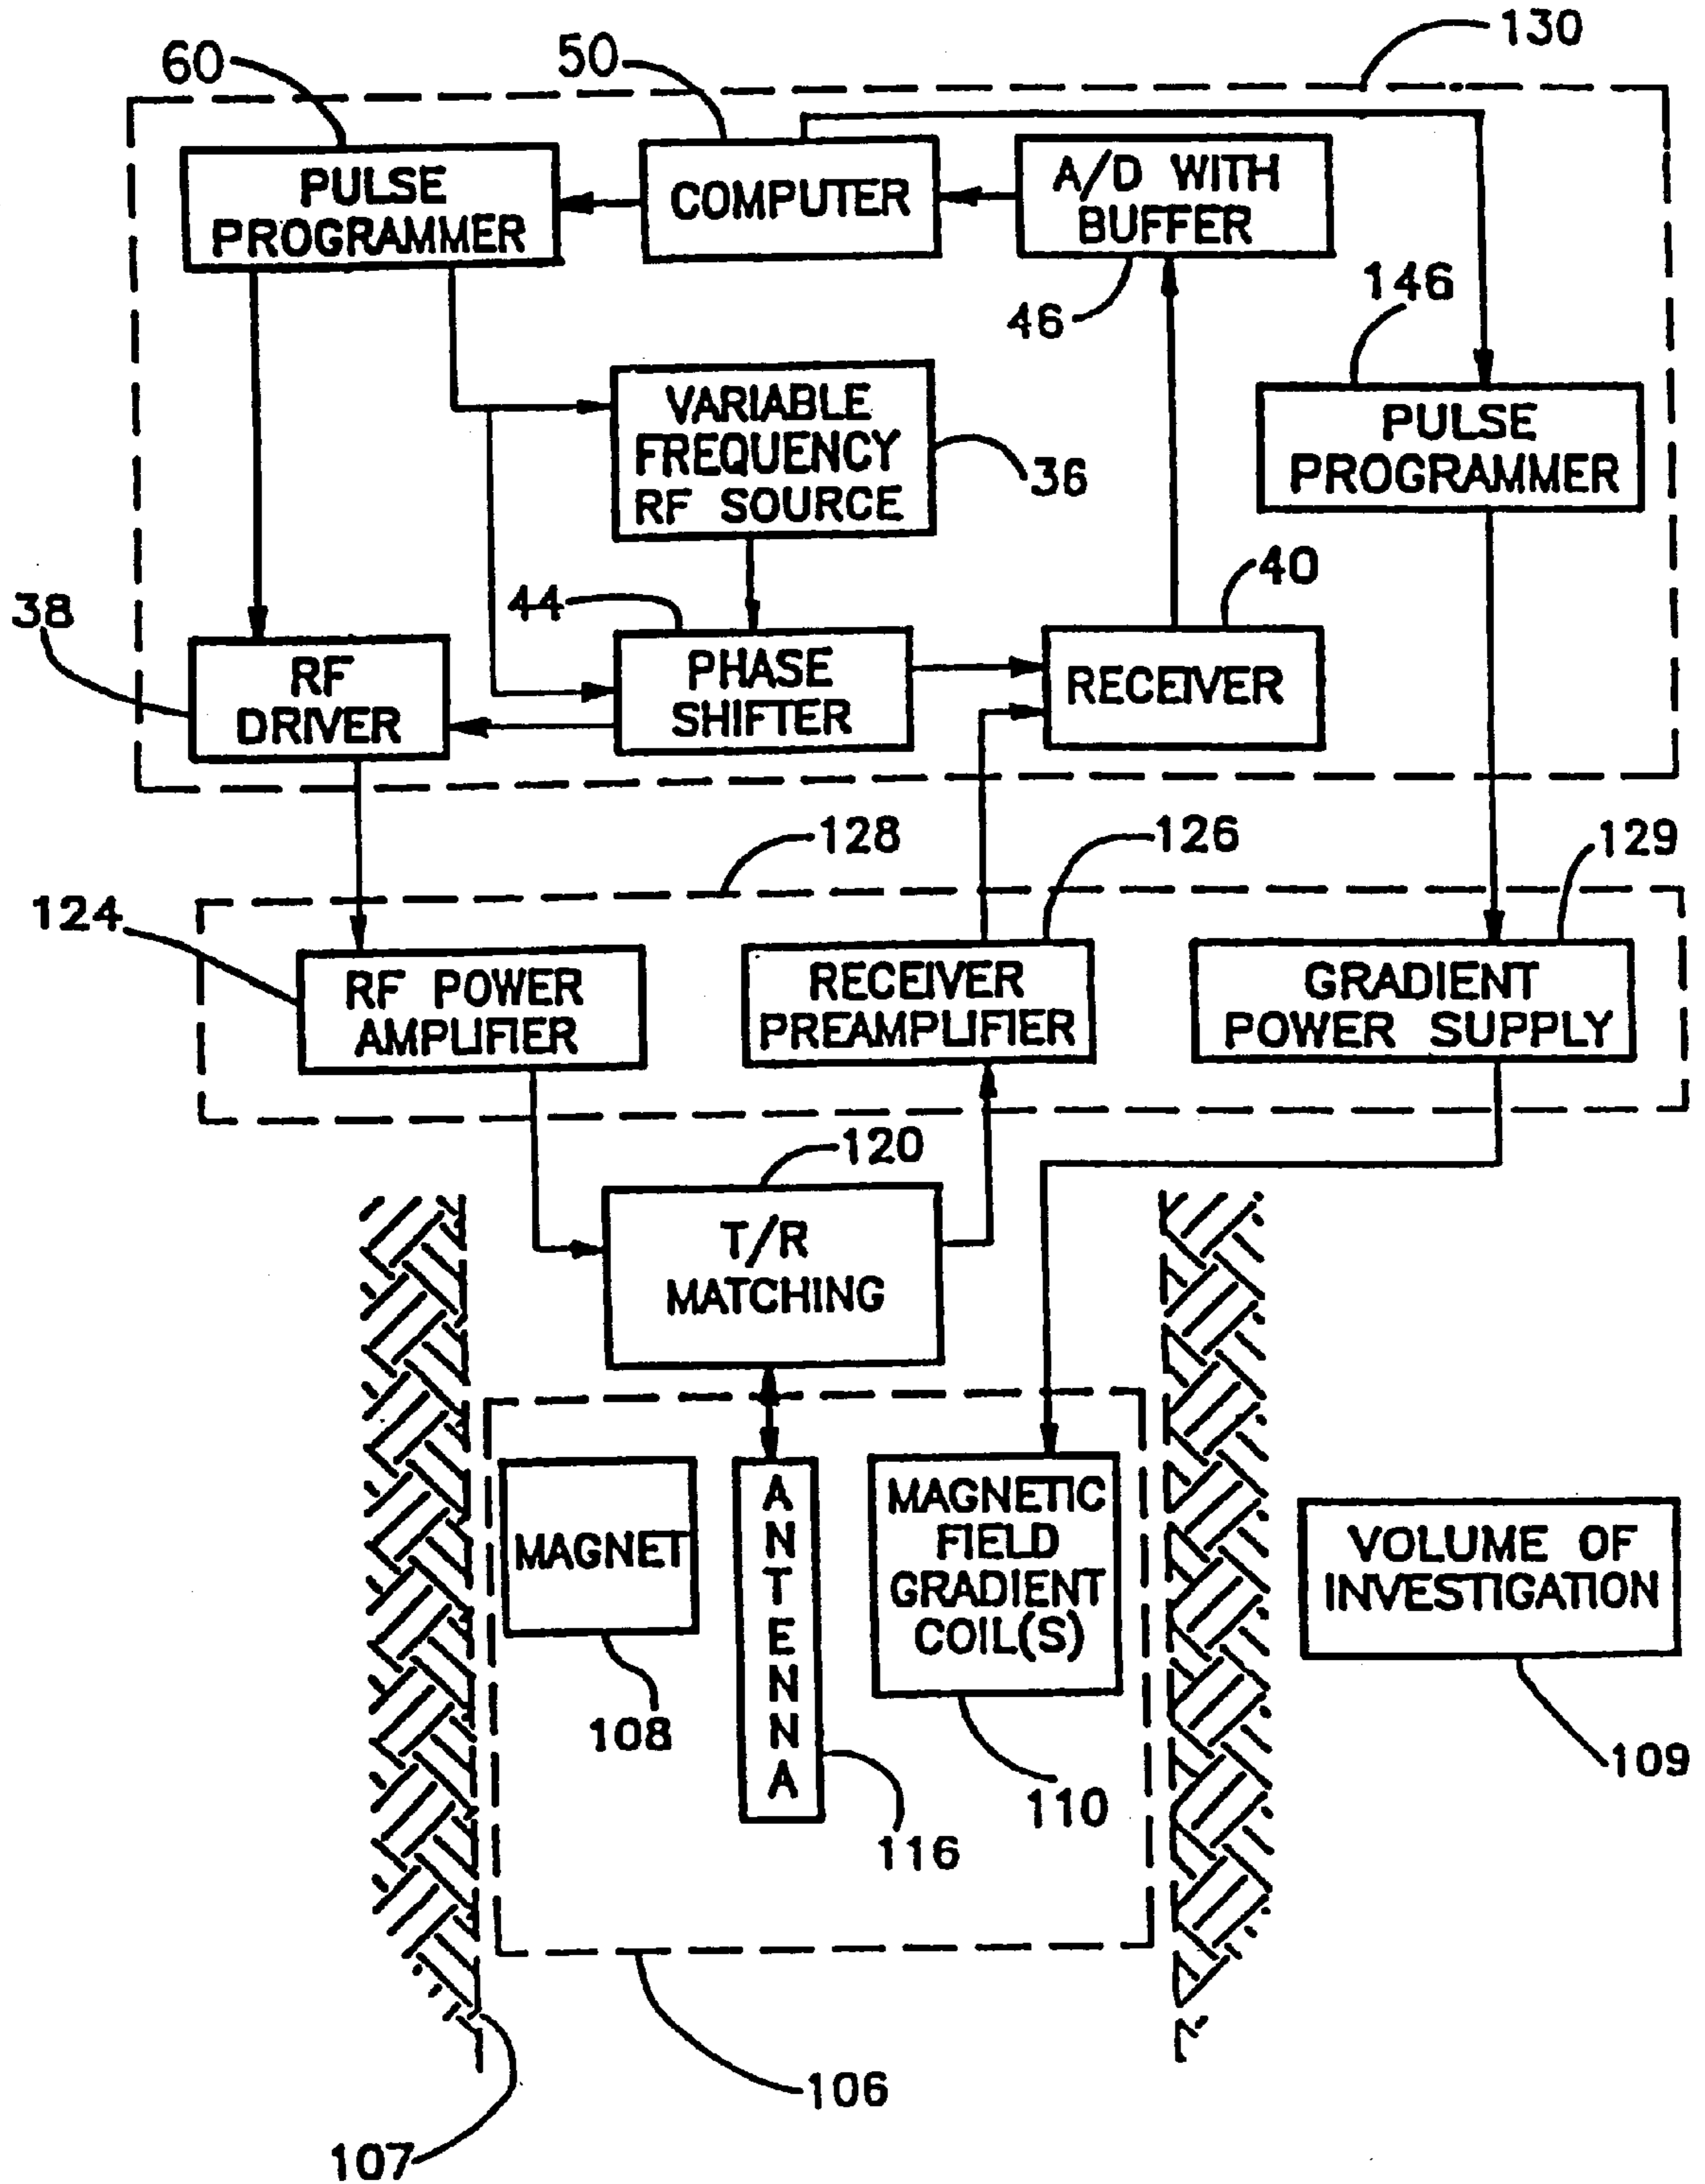 130
60
50
PULSE
PROGRAMMER
COMPUTER
A/D WITH
BUFFER
46
146
VARIABLE
FREQUENCY
RF SOURCE
36
PULSE
PROGRAMMER
38
44
40
RF
DRIVER
PHASE
SHIFTER
RECEIVER
128
126
129
124
RF POWER
AMPLIFIER
RECEIVER
PREAMPLIFIER
GRADIENT
POWER SUPPLY
120
T/R
MATCHING
MAGNET
ANTENNA
MAGNETIC
FIELD
GRADIENT
COIL(S)
VOLUME OF
INVESTIGATION
108
116
110
109
106
107